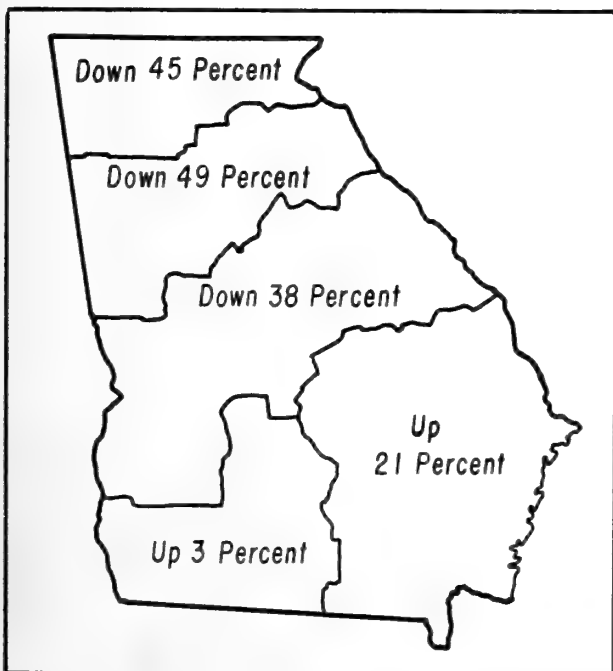 Down 45 Percent
Down 49 Percent
Down 38 Percent
Up
21 Percent
Up 3 Percent